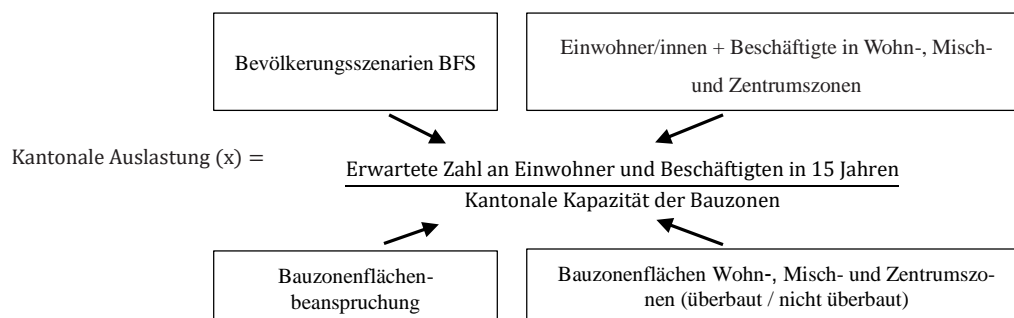 Bevölkerungsszenarien BFS
Einwohner/innen + Beschäftigte in Wohn-, Misch-
und Zentrumszonen
Kantonale Auslastung (x) =
Erwartete Zahl an Einwohner und Beschäftigten in 15 Jahren
Kantonale Kapazität der Bauzonen
Bauzonenflächen-
beanspruchung
Bauzonenflächen Wohn-, Misch- und Zentrumszo-
nen (überbaut / nicht überbaut)